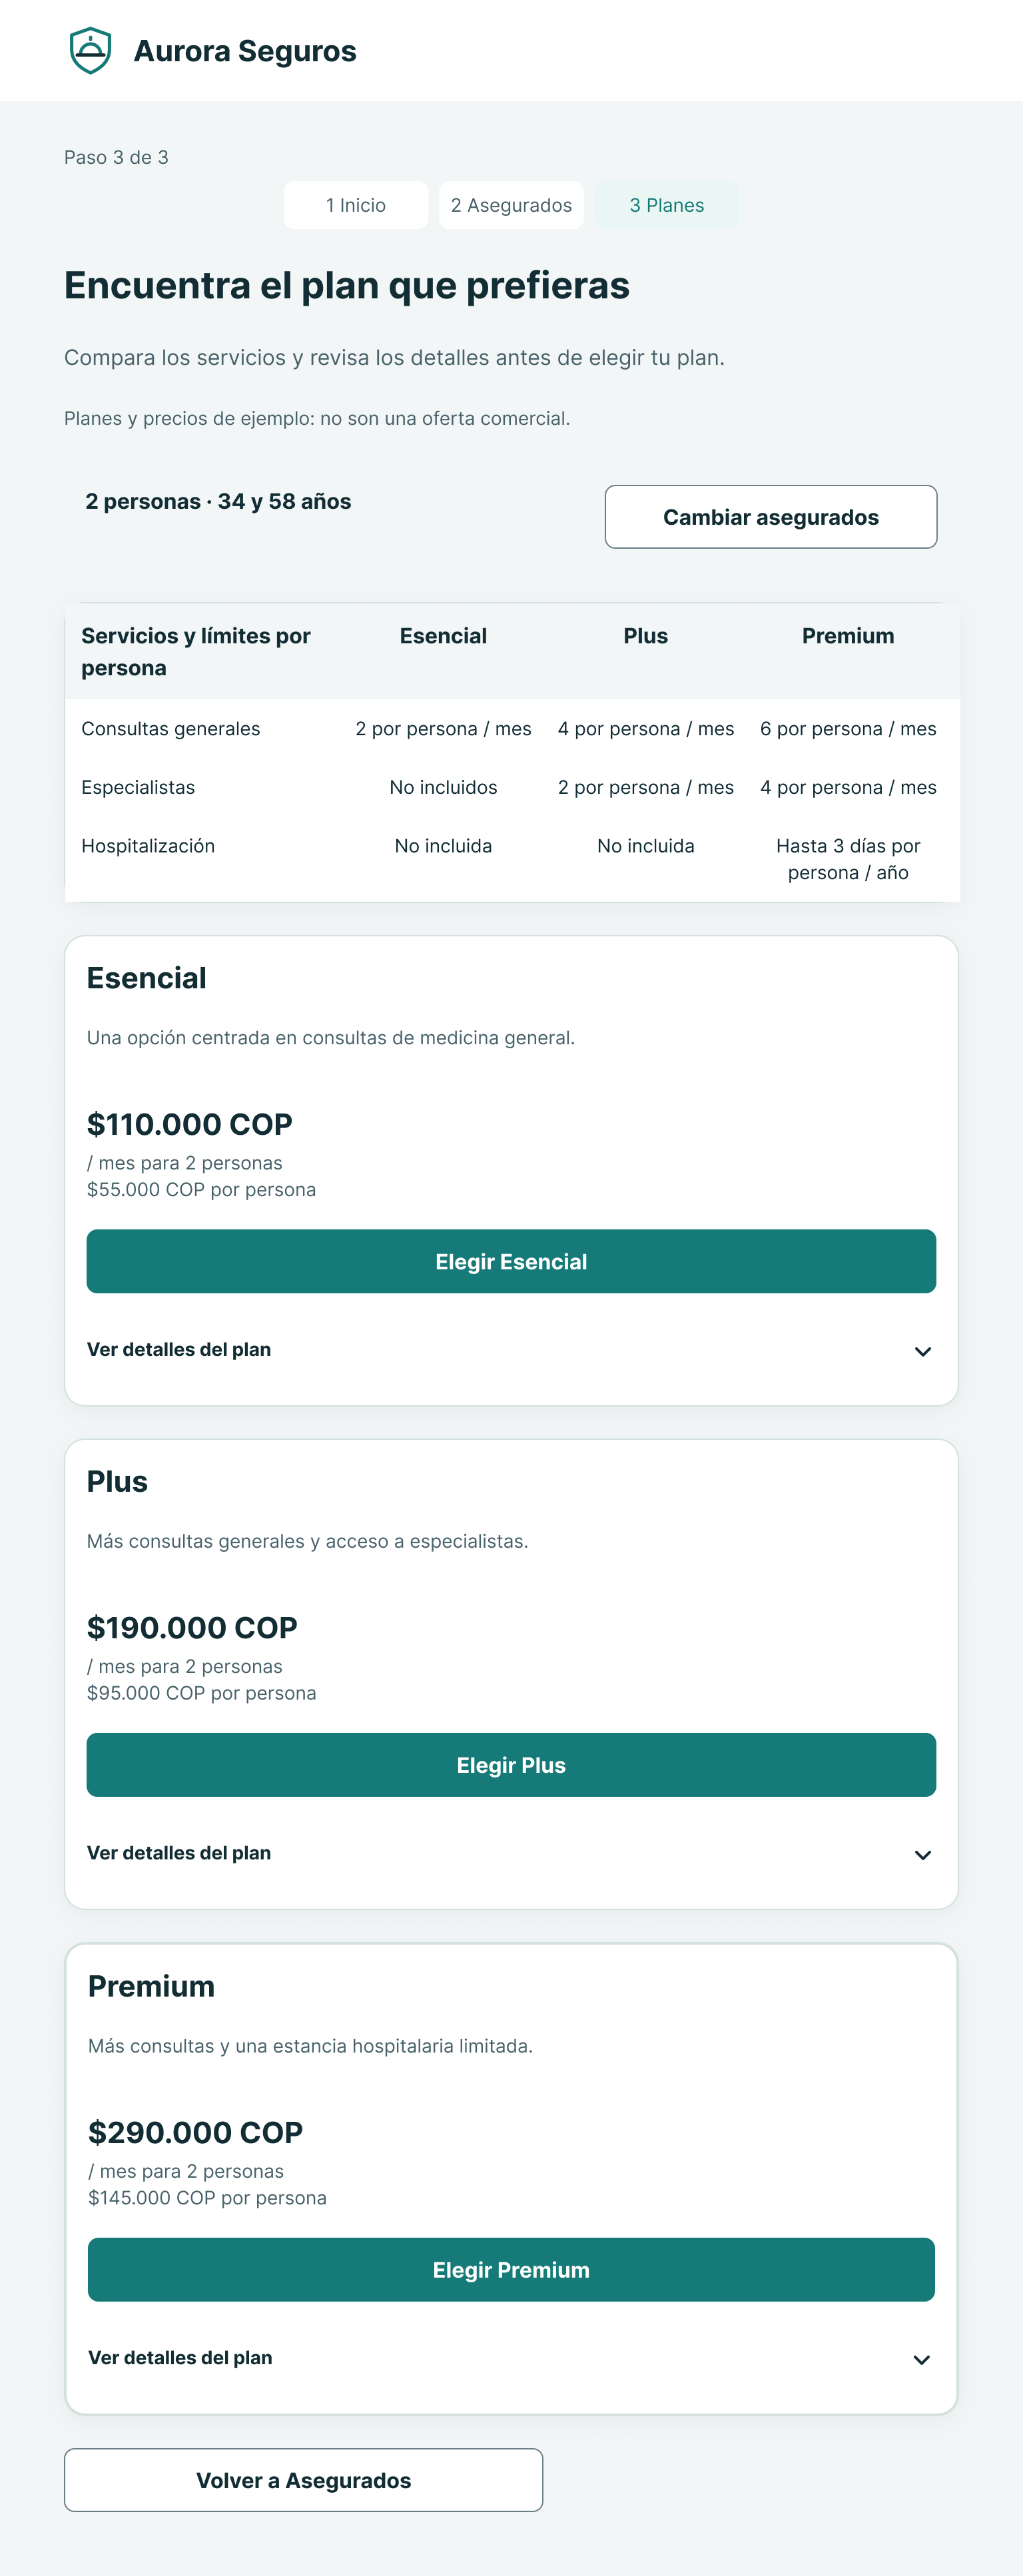 Aurora Seguros
Paso 3 de 3
1 Inicio
2 Asegurados
3 Planes
Encuentra el plan que prefieras
Compara los servicios y revisa los detalles antes de elegir tu plan.
Planes y precios de ejemplo: no son una oferta comercial.
2 personas · 34 y 58 años
Cambiar asegurados
Servicios y límites por persona
Esencial
Plus
Premium
Consultas generales
2 por persona / mes
4 por persona / mes
6 por persona / mes
Especialistas
No incluidos
2 por persona / mes
4 por persona / mes
Hospitalización
No incluida
No incluida
Hasta 3 días por persona / año
Esencial
Una opción centrada en consultas de medicina general.
$110.000 COP
/ mes para 2 personas
$55.000 COP por persona
Elegir Esencial
Ver detalles del plan
Plus
Más consultas generales y acceso a especialistas.
$190.000 COP
/ mes para 2 personas
$95.000 COP por persona
Elegir Plus
Ver detalles del plan
Premium
Más consultas y una estancia hospitalaria limitada.
$290.000 COP
/ mes para 2 personas
$145.000 COP por persona
Elegir Premium
Ver detalles del plan
Volver a Asegurados